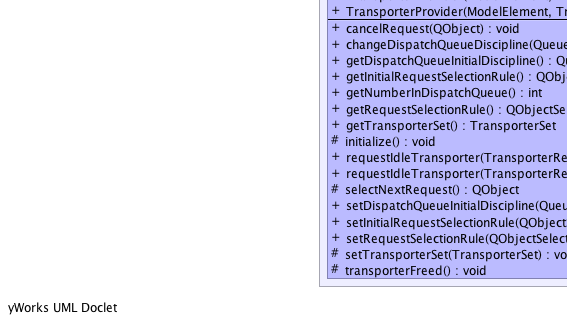 + TransporterProvider(ModelElement,
+ cancelRequest(QObject) : void
+ changeDispatchQueueDiscipline(Queue
+ getDispatchQueueInitialDiscipline() :
+ getInitialRequestSelectionRule() : QObj
+ getNumberInDispatchQueue() : int
+ getRequestSelectionRule() : QObjectSe
+ getTransporterSet() : TransporterSet
# initialize() : void
+ requestIdleTransporter(TransporterRe
+ requestIdleTransporter(TransporterRe
# selectNextRequest() : QObject
+ setDispatchQueueInitialDiscipline(Queu
+ setInitialRequestSelectionRule(QObject
+ setRequestSelectionRule(QObjectSelect
# setTransporterSet(TransporterSet) : vo
# transporterFreed() : void
yWorks UML Doclet